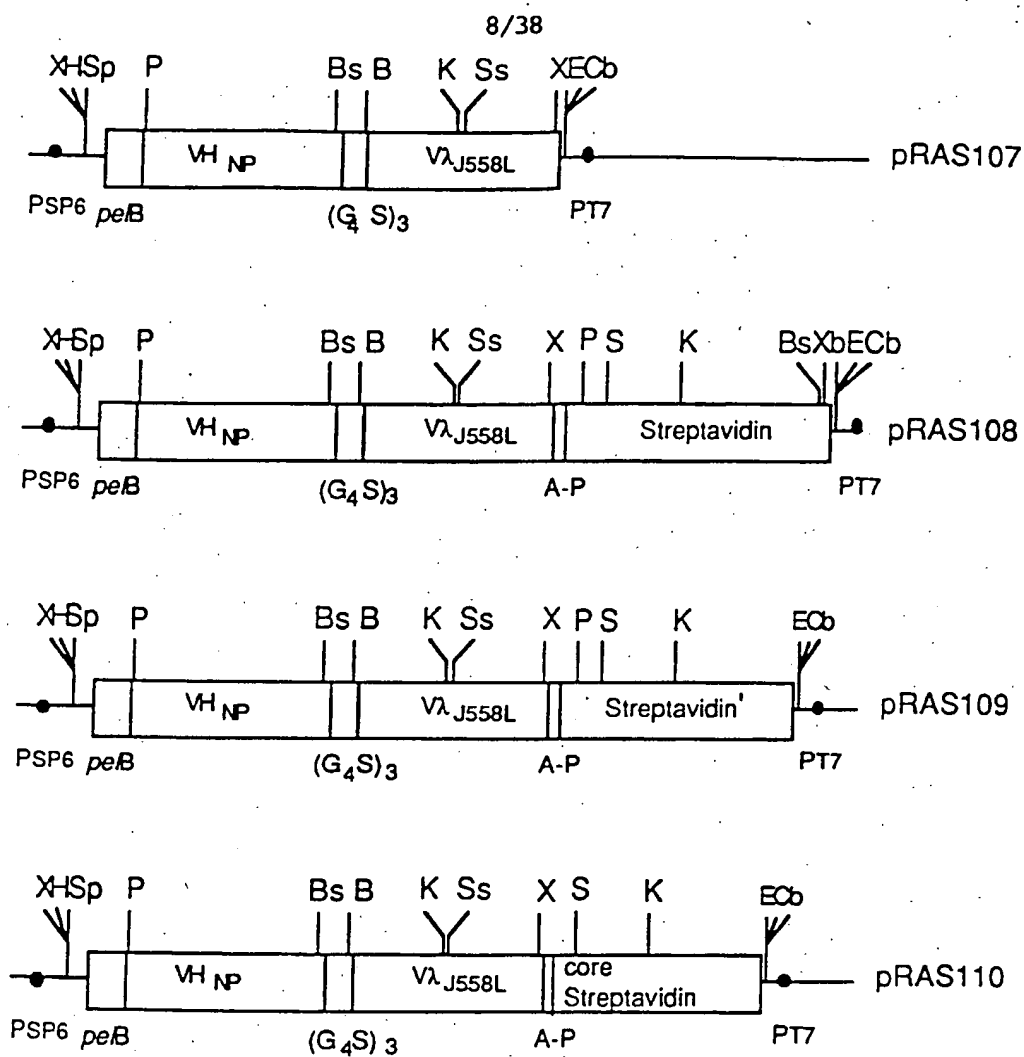 8/38
XHSp P Bs B K Ss XECb
VH NP Vλ J558L pRAS107
PSP6 pelB (G4 S)3 PT7
XHSp P Bs B K Ss X P S K BsXbECb
VH NP. Vλ J558L Streptavidin pRAS108
PSP6 pelB (G4 S)3 A-P PT7
XHSp P Bs B K Ss X P S K ECb
VH NP Vλ J558L Streptavidin' pRAS109
PSP6 pelB (G4S)3 A-P PT7
XHSp P Bs B K Ss X S K ECb
VH NP Vλ J558L core Streptavidin pRAS110
PSP6 pelB (G4S)3 A-P PT7